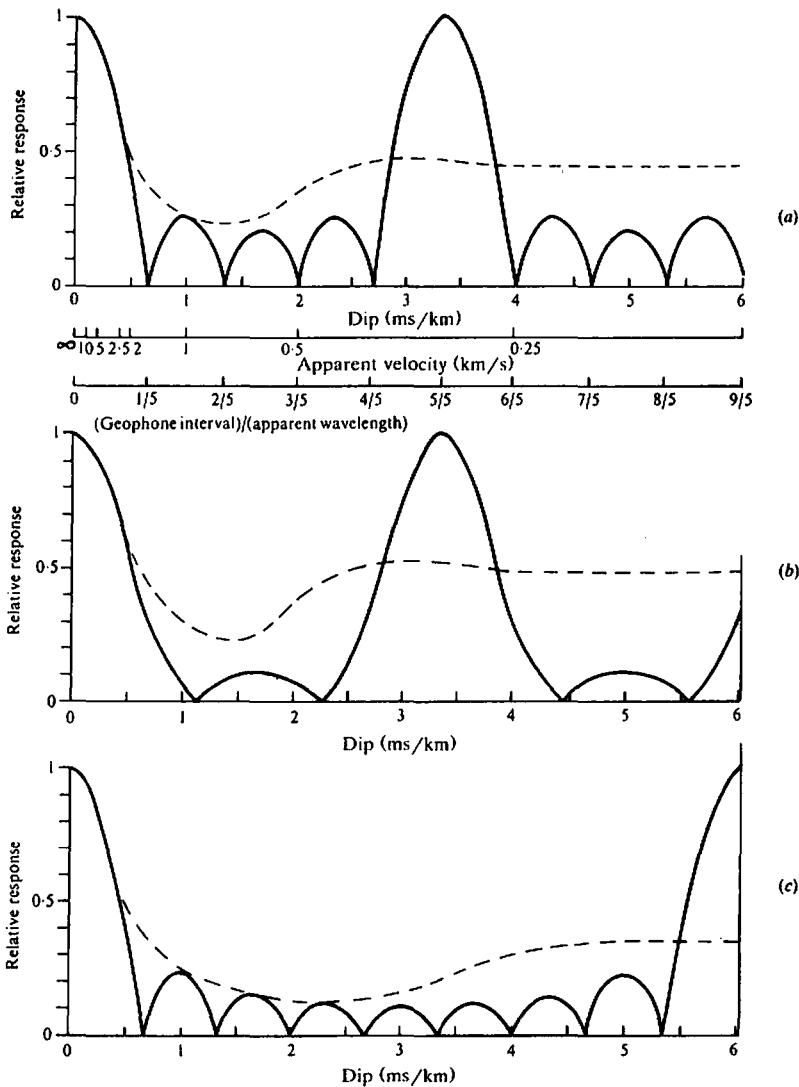 1
Relative response
0·5
0
0 1 2 3 4 5 6
Dip (ms/km)
(a)
∞ 10 5 2·5 2 1 0·5 0·25
Apparent velocity (km/s)
0 1/5 2/5 3/5 4/5 5/5 6/5 7/5 8/5 9/5
(Geophone interval)/(apparent wavelength)
1
Relative response
0·5
0
0 1 2 3 4 5 6
Dip (ms/km)
(b)
1
Relative response
0·5
0
0 1 2 3 4 5 6
Dip (ms/km)
(c)